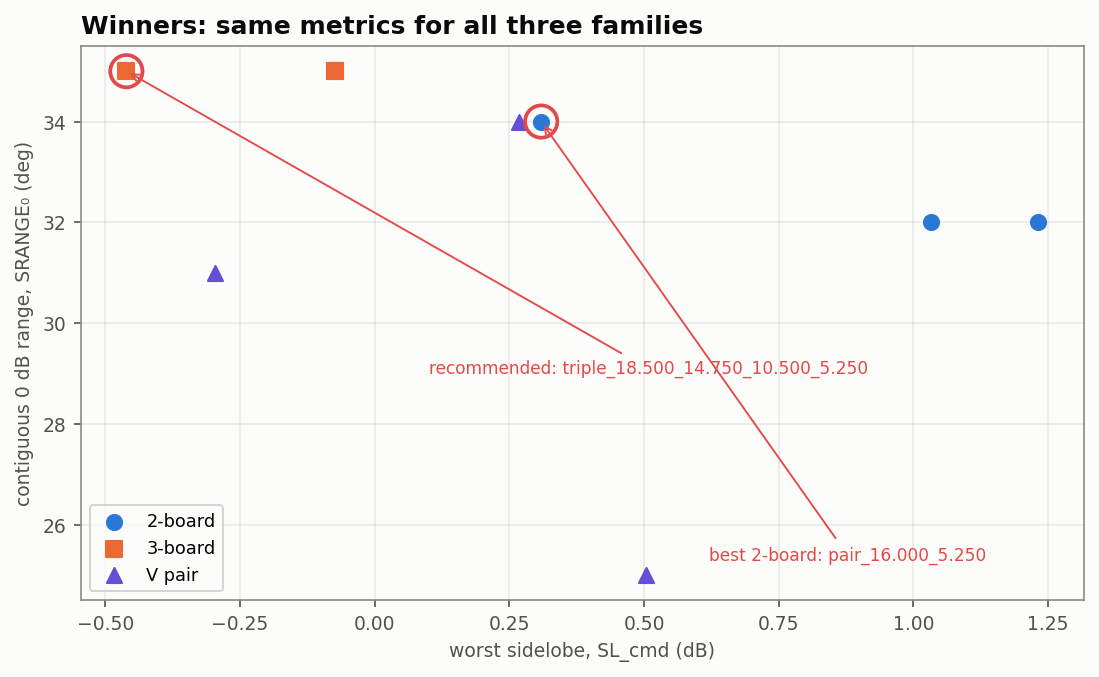 Winners: same metrics for all three families
contiguous 0 dB range, SRANGE₀ (deg)
34
32
30
28
26
recommended: triple_18.500_14.750_10.500_5.250
best 2-board: pair_16.000_5.250
2-board
3-board
V pair
−0.50
−0.25
0.00
0.25
0.50
0.75
1.00
1.25
worst sidelobe, SL_cmd (dB)